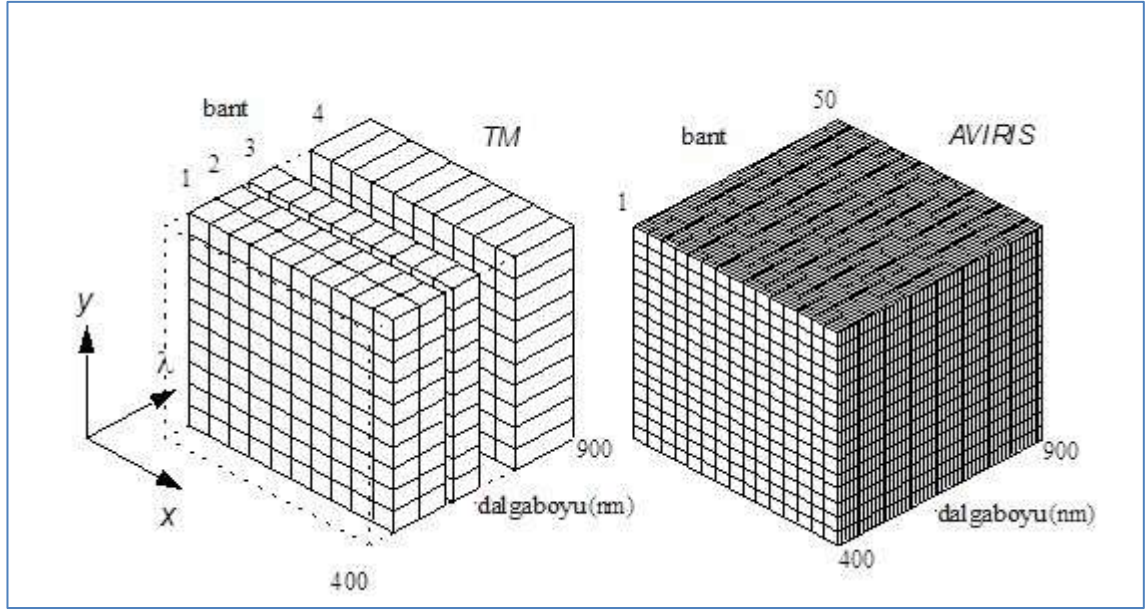 bant
1
2
3
4
TM
y
λ
x
400
900
dalgaboyu(nm)
bant
50
AVIRIS
1
900
dalgaboyu(nm)
400